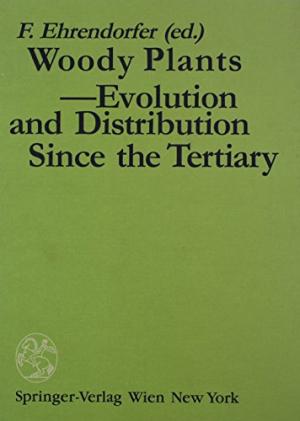 F. Ehrendorfer (ed.)
Woody Plants
—Evolution
and Distribution
Since the Tertiary
Springer-Verlag Wien New York